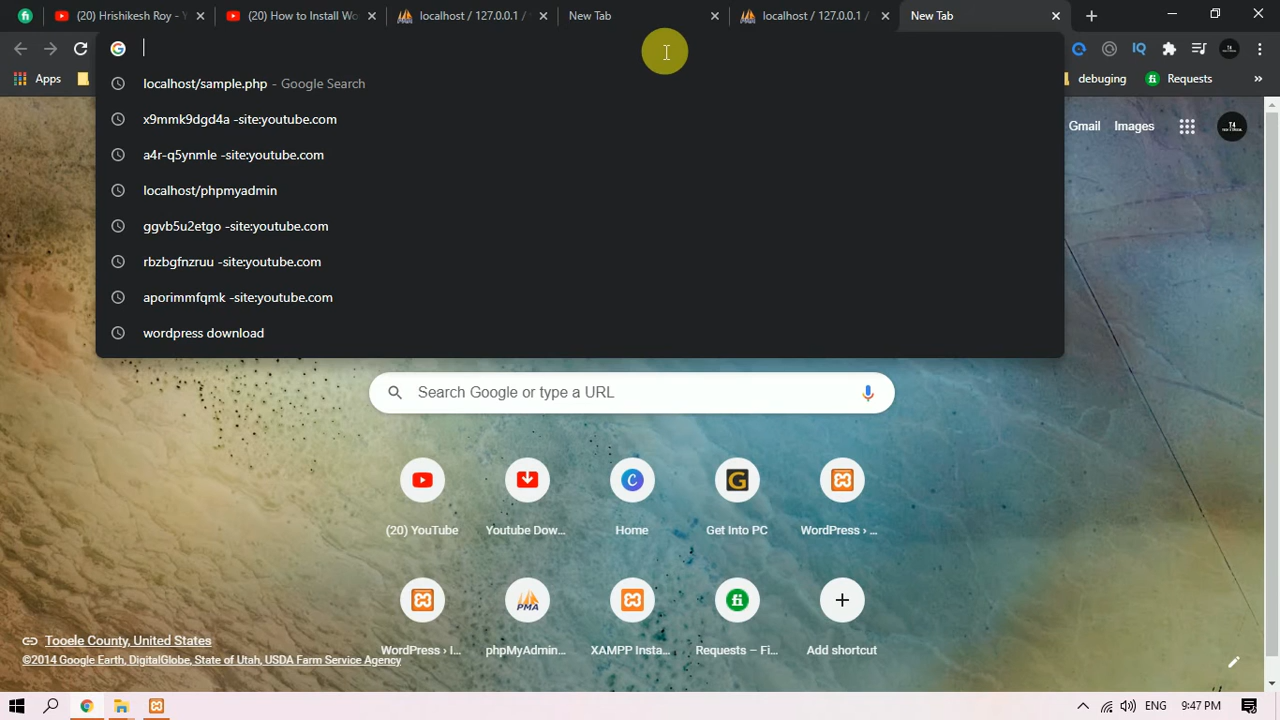 (20) Hrishikesh Roy -
(20) How to Install Wo
localhost / 127.0.0.1 /
New Tab
localhost / 127.0.0.1 /
New Tab
localhost/sample.php - Google Search
x9mmk9dgd4a -site:youtube.com
a4r-q5ynmle -site:youtube.com
localhost/phpmyadmin
ggvb5u2etgo -site:youtube.com
rbzbgfnzruu -site:youtube.com
aporimmfqmk -site:youtube.com
wordpress download
IQ
Apps
debuging
Requests
»
Gmail
Images
Search Google or type a URL
(20) YouTube
Youtube Dow...
Home
Get Into PC
WordPress › ...
PMA
WordPress › I...
phpMyAdmin...
XAMPP Insta...
Requests – Fi...
Add shortcut
Tooele County, United States
©2014 Google Earth, DigitalGlobe, State of Utah, USDA Farm Service Agency
ENG
9:47 PM